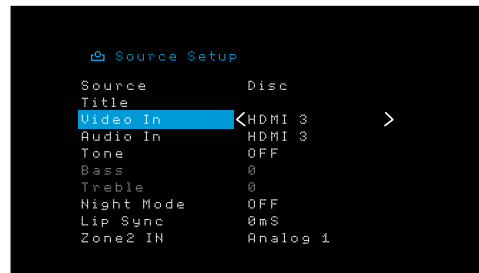 Source Setup
Source Disc
Title
Video In <HDMI 3 >
Audio In HDMI 3
Tone OFF
Bass 0
Treble 0
Night Mode OFF
Lip Sync 0mS
Zone2 IN Analog 1